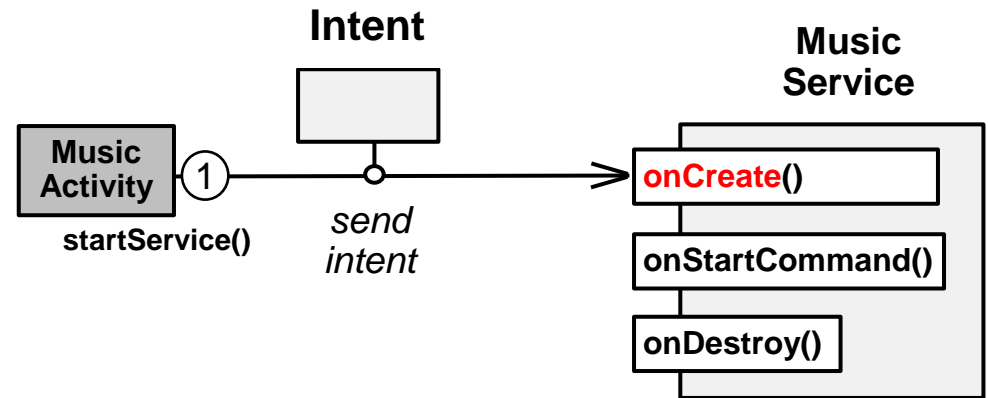 Intent
Music
Service
Music
Activity
1
onCreate()
startService()
send
intent
onStartCommand()
onDestroy()